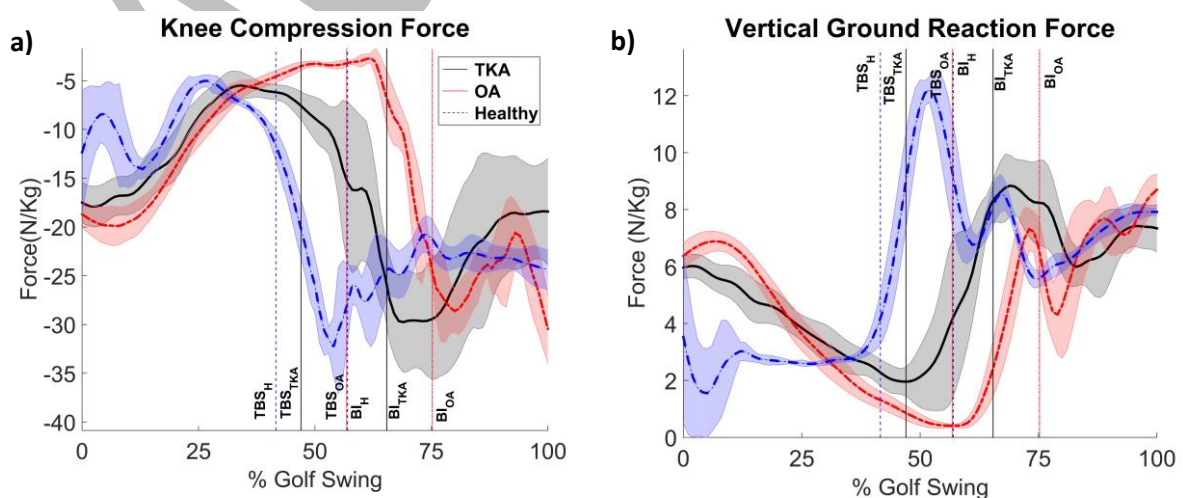 a)
Knee Compression Force
Force(N/Kg)
-5
-10
-15
-20
-25
-30
-35
-40
0
25
50
75
100
% Golf Swing
TBS_H
TBS_TKA
TBS_OA
BI_H
BI_TKA
BI_OA
TKA
OA
Healthy
b)
Vertical Ground Reaction Force
Force (N/Kg)
12
10
8
6
4
2
0
0
25
50
75
100
% Golf Swing
TBS_H
TBS_TKA
TBS_OA
BI_H
BI_TKA
BI_OA